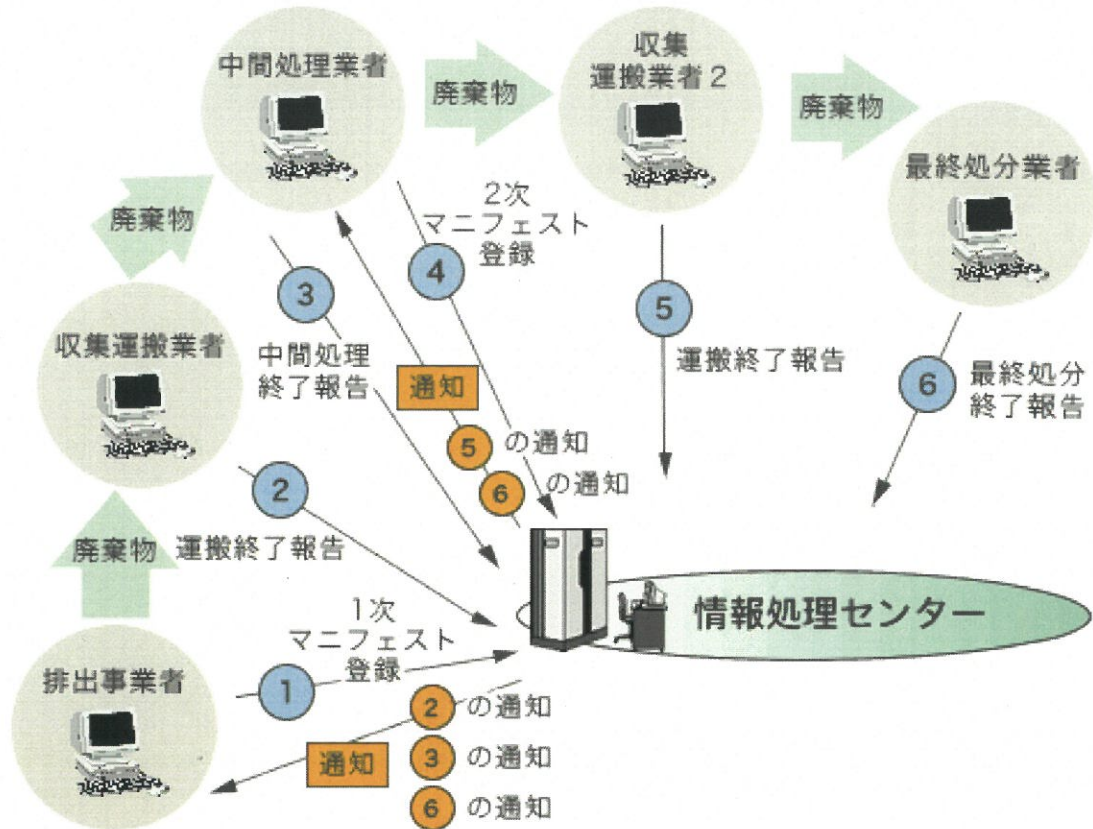 中間処理業者
廃棄物
収集
運搬業者2
廃棄物
最終処分業者
廃棄物
2次
マニフェスト
登録
3
4
5
収集運搬業者
中間処理
終了報告
運搬終了報告
6
最終処分
終了報告
通知
5 の通知
6 の通知
2
廃棄物
運搬終了報告
1次
マニフェスト
登録
情報処理センター
排出事業者
1
2 の通知
通知
3 の通知
6 の通知